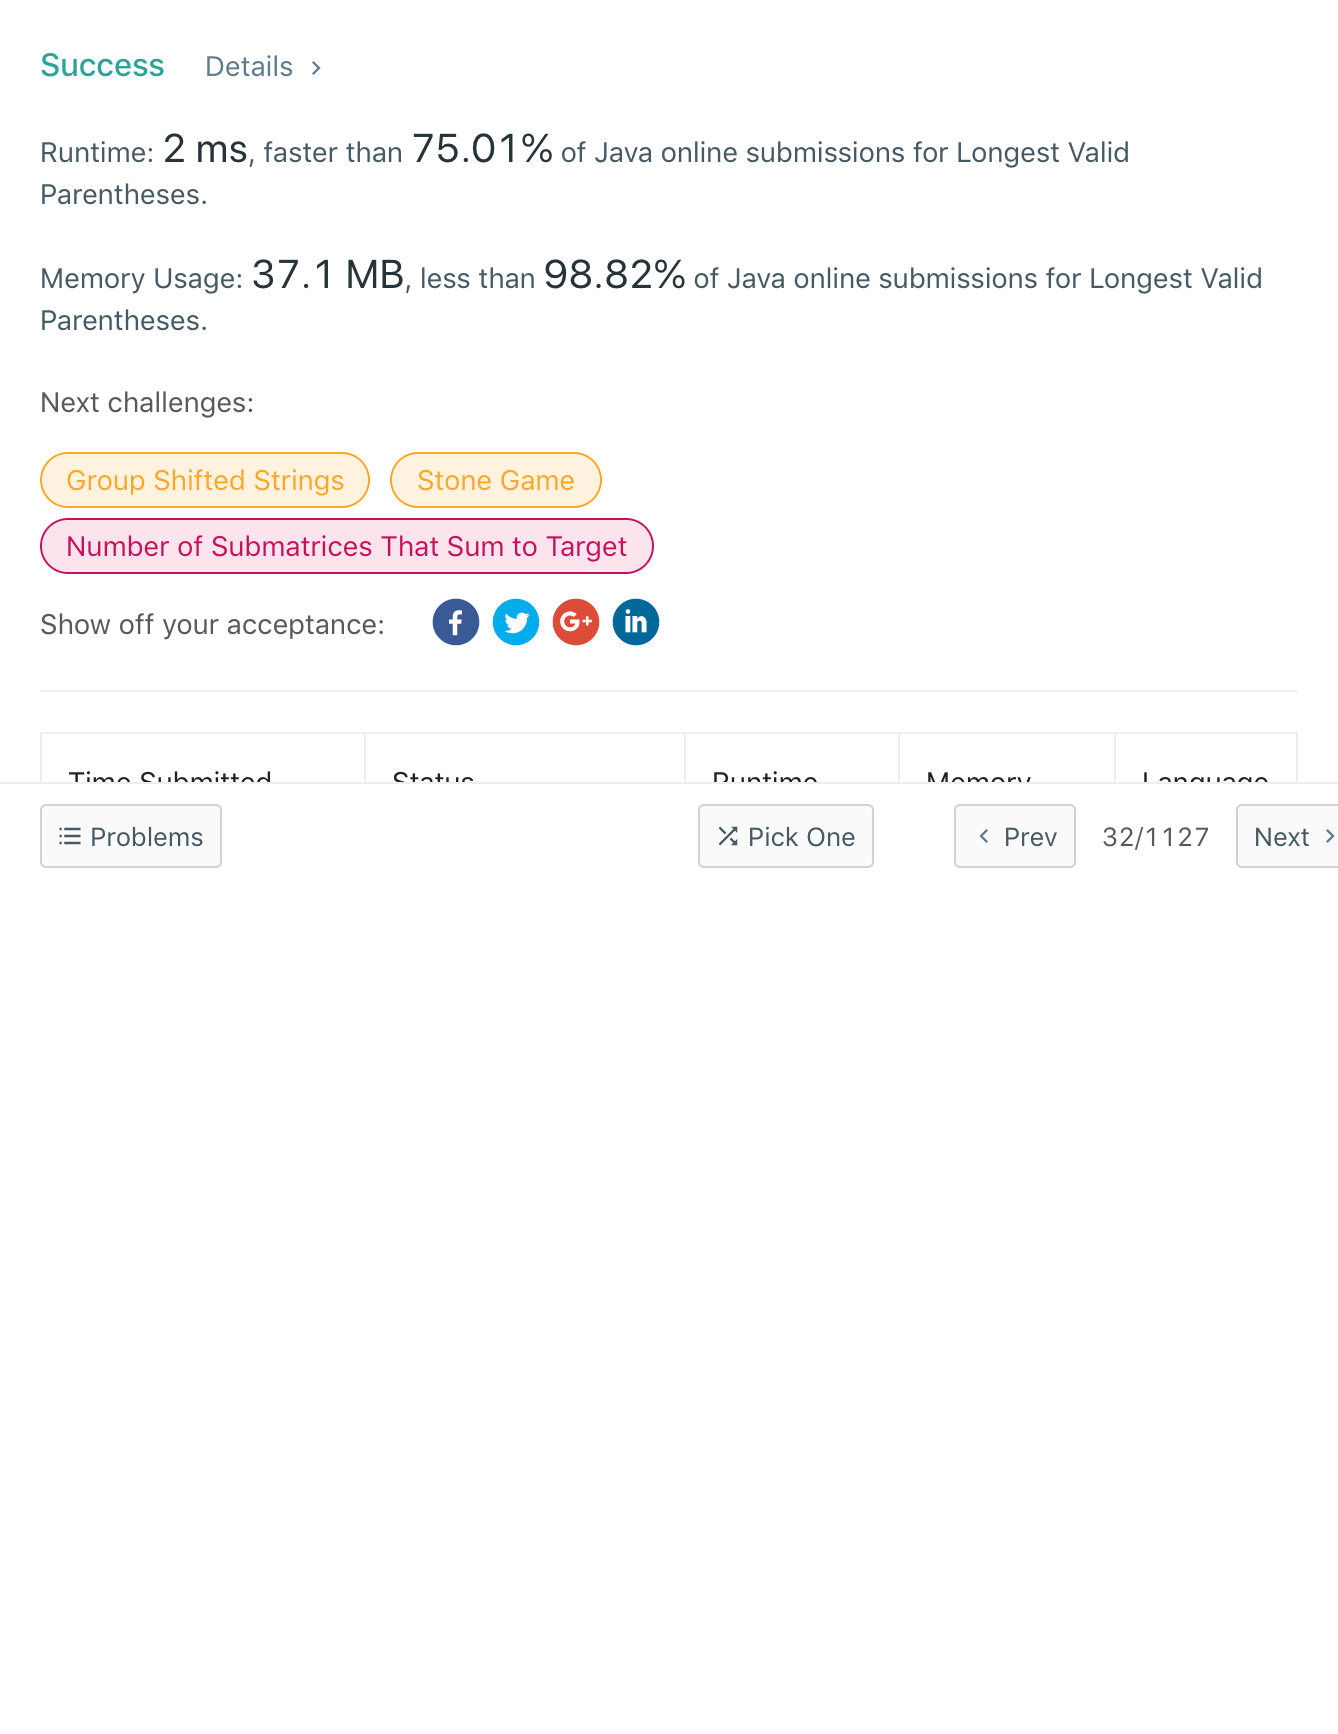 Success Details
Runtime: 2 ms, faster than 75.01% of Java online submissions for Longest Valid
Parentheses.
Memory Usage: 37.1 MB, less than 98.82% of Java online submissions for Longest Valid
Parentheses.
Next challenges:
Group Shifted Strings Stone Game
Number of Submatrices That Sum to Target
Show off your acceptance: f G+ in
Time Submitted Status Runtime Memory Language
Problems Pick One Prev 32/1127 Next